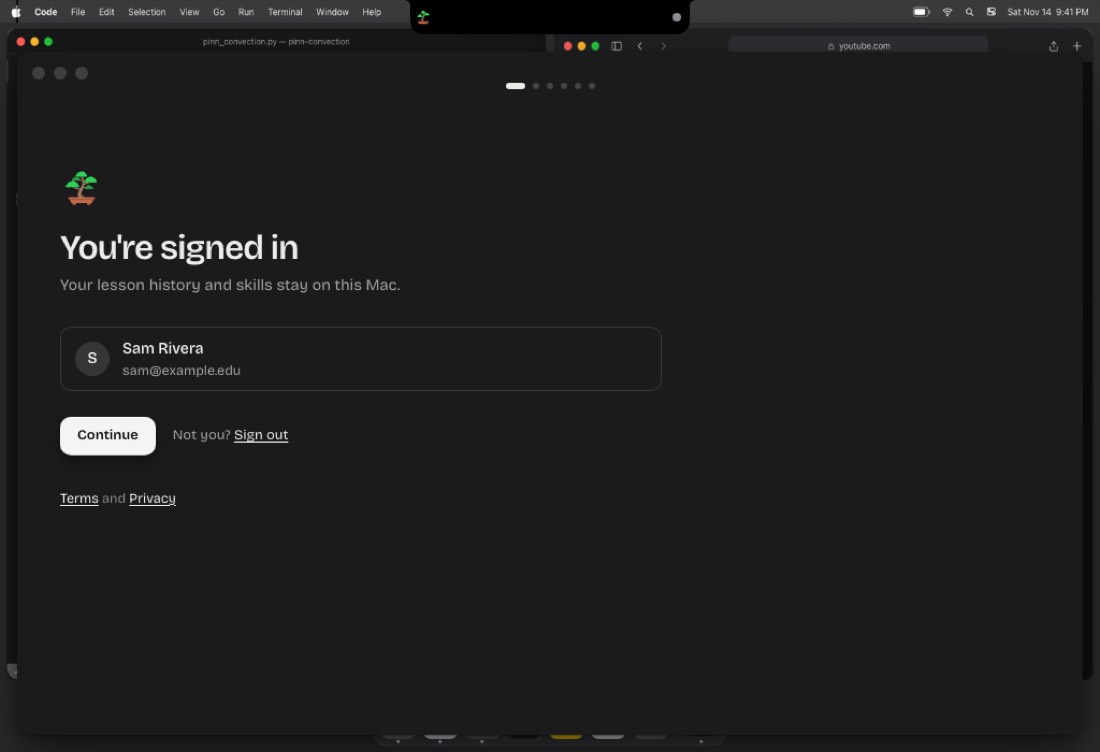 Code File Edit Selection View Go Run Terminal Window Help
Sat Nov 14 9:41 PM
pinn_convection.py — pinn-convection
youtube.com
You're signed in
Your lesson history and skills stay on this Mac.
S
Sam Rivera
sam@example.edu
Continue
Not you? Sign out
Terms and Privacy